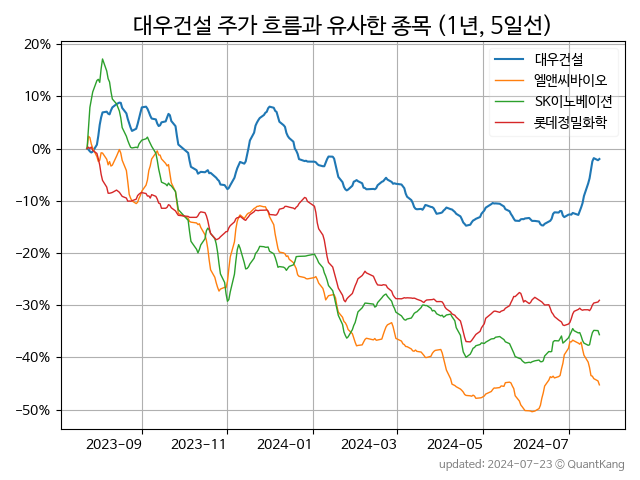 대우건설 주가 흐름과 유사한 종목 (1년, 5일선)
대우건설
엘앤씨바이오
SK이노베이션
롯데정밀화학
20%
10%
0%
−10%
−20%
−30%
−40%
−50%
2023−09 2023−11 2024−01 2024−03 2024−05 2024−07
updated: 2024-07-23 © QuantKang